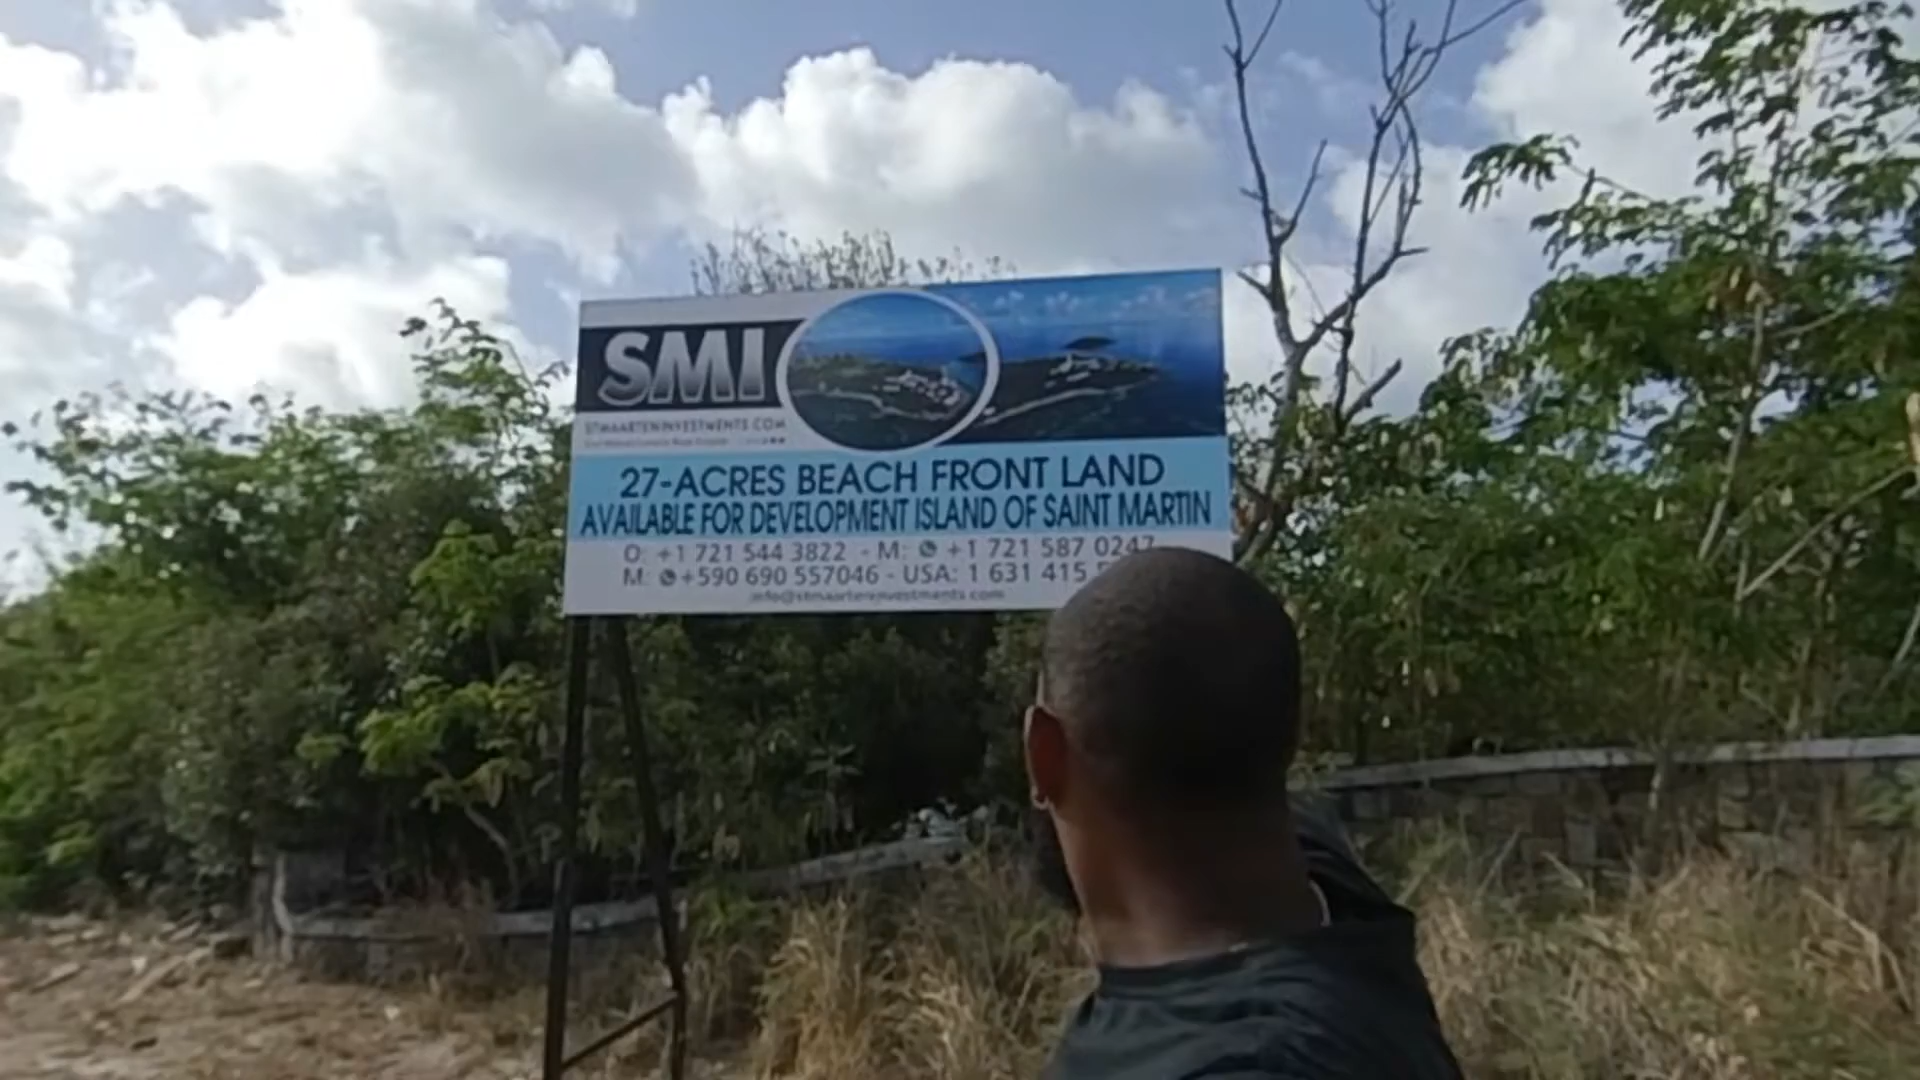 SMI
STMAARTENINVESTMENTS.COM
27-ACRES BEACH FRONT LAND
AVAILABLE FOR DEVELOPMENT ISLAND OF SAINT MARTIN
O: +1 721 544 3822 - M: +1 721 587 0247
M: +590 690 557046 - USA: 1 631 415
info@stmaarteninvestments.com